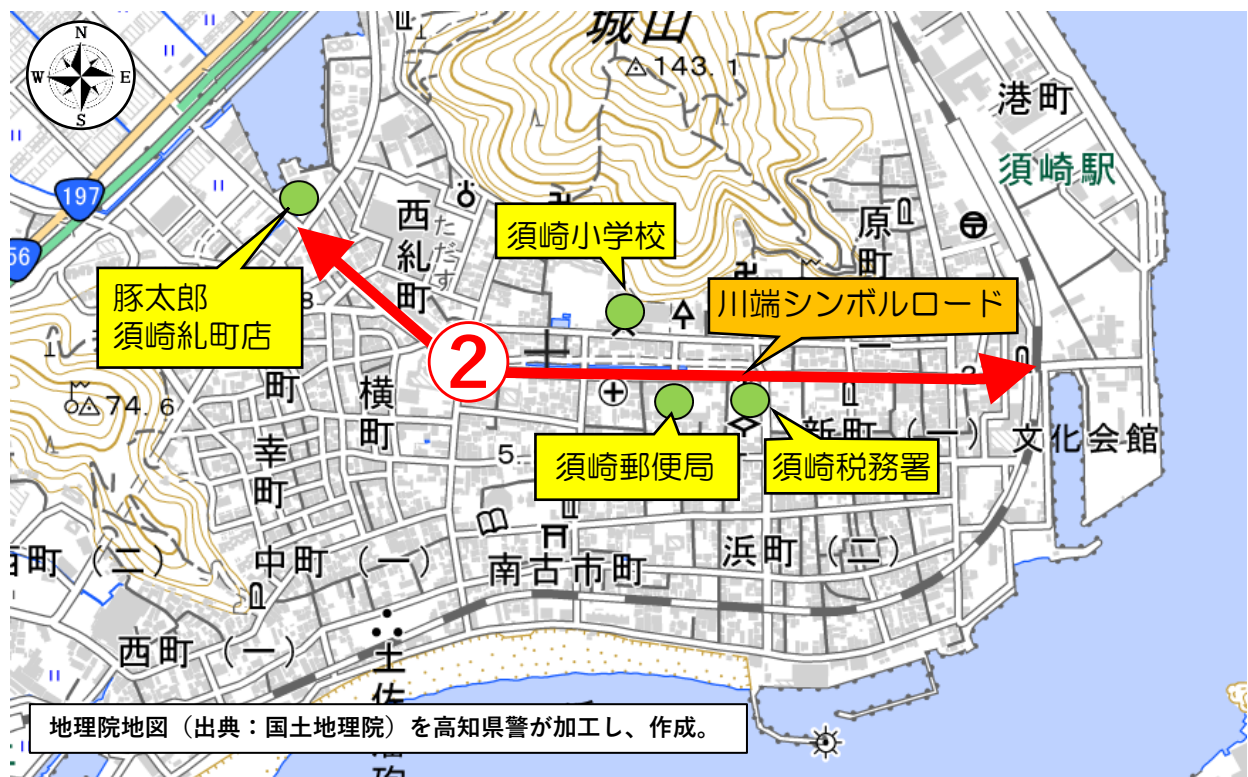 城山
143.1
N
W
E
S
港町
須崎駅
197
56
西糺町
ただす
須崎小学校
原町
一
豚太郎
須崎糺町店
川端シンボルロード
②
74.6
町
横町
幸町
新町(一)
文化会館
5.
須崎郵便局
須崎税務署
中町(一)
南古市町
浜町(二)
町(二)
西町(一)
土佐
地理院地図(出典:国土地理院)を高知県警が加工し、作成。